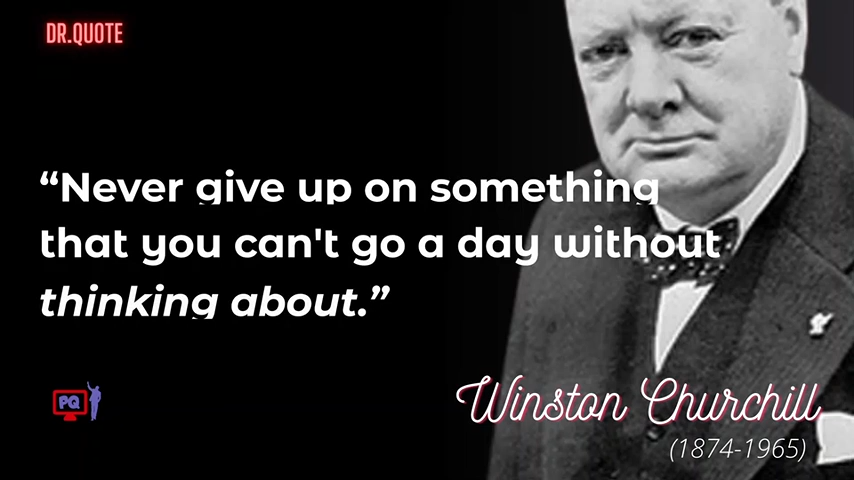 DR.QUOTE
“Never give up on something
that you can't go a day without
thinking about.”
PQ
Winston Churchill
(1874-1965)